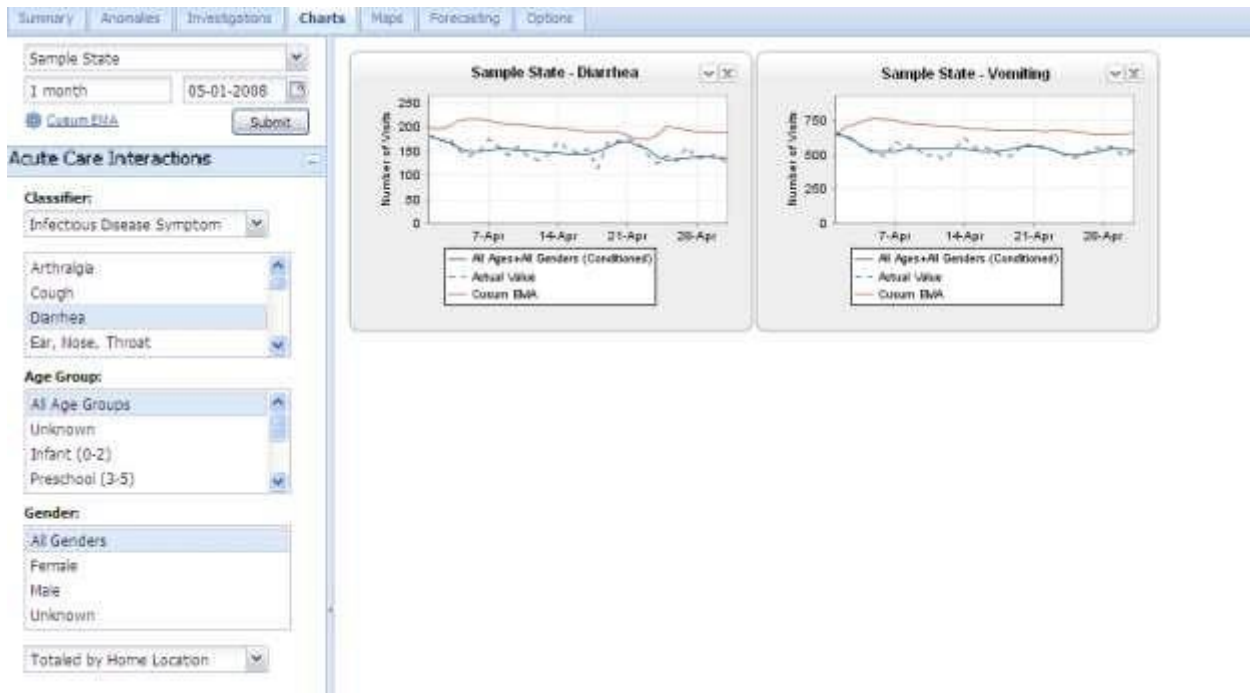 Summary Anomalies Investigations Charts Maps Forecasting Options
Sample State
1 month 05-01-2008
Cusum EMA Submit
Acute Care Interactions
Classifier:
Infectious Disease Symptom
Arthralgia
Cough
Diarrhea
Ear, Nose, Throat
Age Group:
All Age Groups
Unknown
Infant (0-2)
Preschool (3-5)
Gender:
All Genders
Female
Male
Unknown
Totaled by Home Location
Sample State - Diarrhea
Number of Visits
250
200
150
100
50
0
7-Apr 14-Apr 21-Apr 28-Apr
All Ages+All Genders (Conditioned)
Actual Value
Cusum EMA
Sample State - Vomiting
Number of Visits
750
500
250
0
7-Apr 14-Apr 21-Apr 28-Apr
All Ages+All Genders (Conditioned)
Actual Value
Cusum EMA